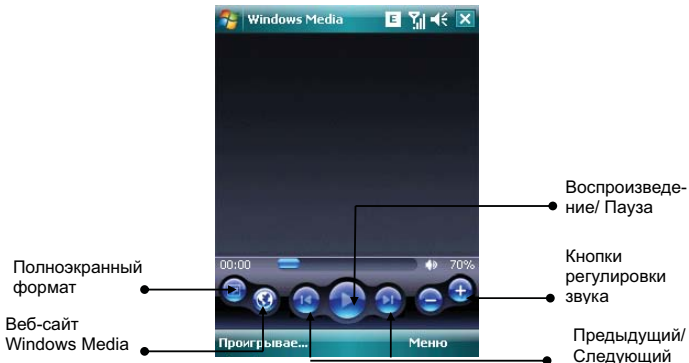 Windows Media
E
Воспроизведе-
ние/ Пауза
00:00
70%
Полноэкранный
формат
Кнопки
регулировки
звука
Веб-сайт
Windows Media
Проигрывае...
Меню
Предыдущий/
Следующий